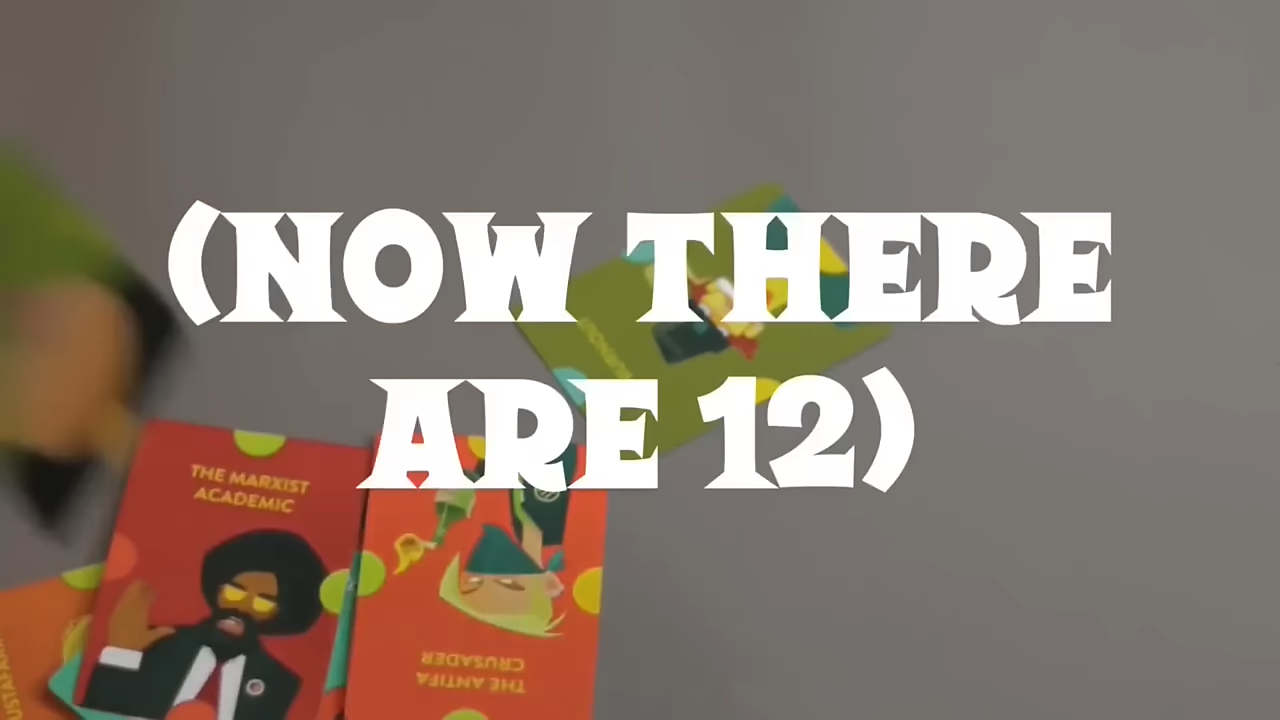 (NOW THERE
ARE 12)
THE MARXIST
ACADEMIC
THE ANTIFA
CRUSADER